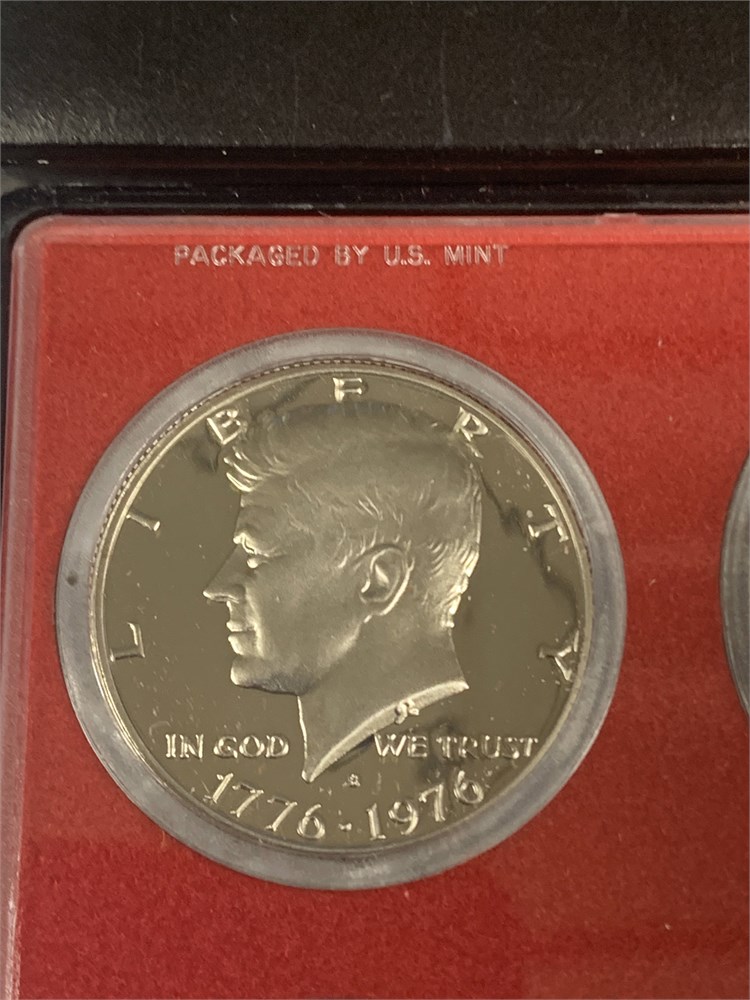 PACKAGED BY U.S. MINT
LIBERTY
IN GOD WE TRUST
S
1776-1976